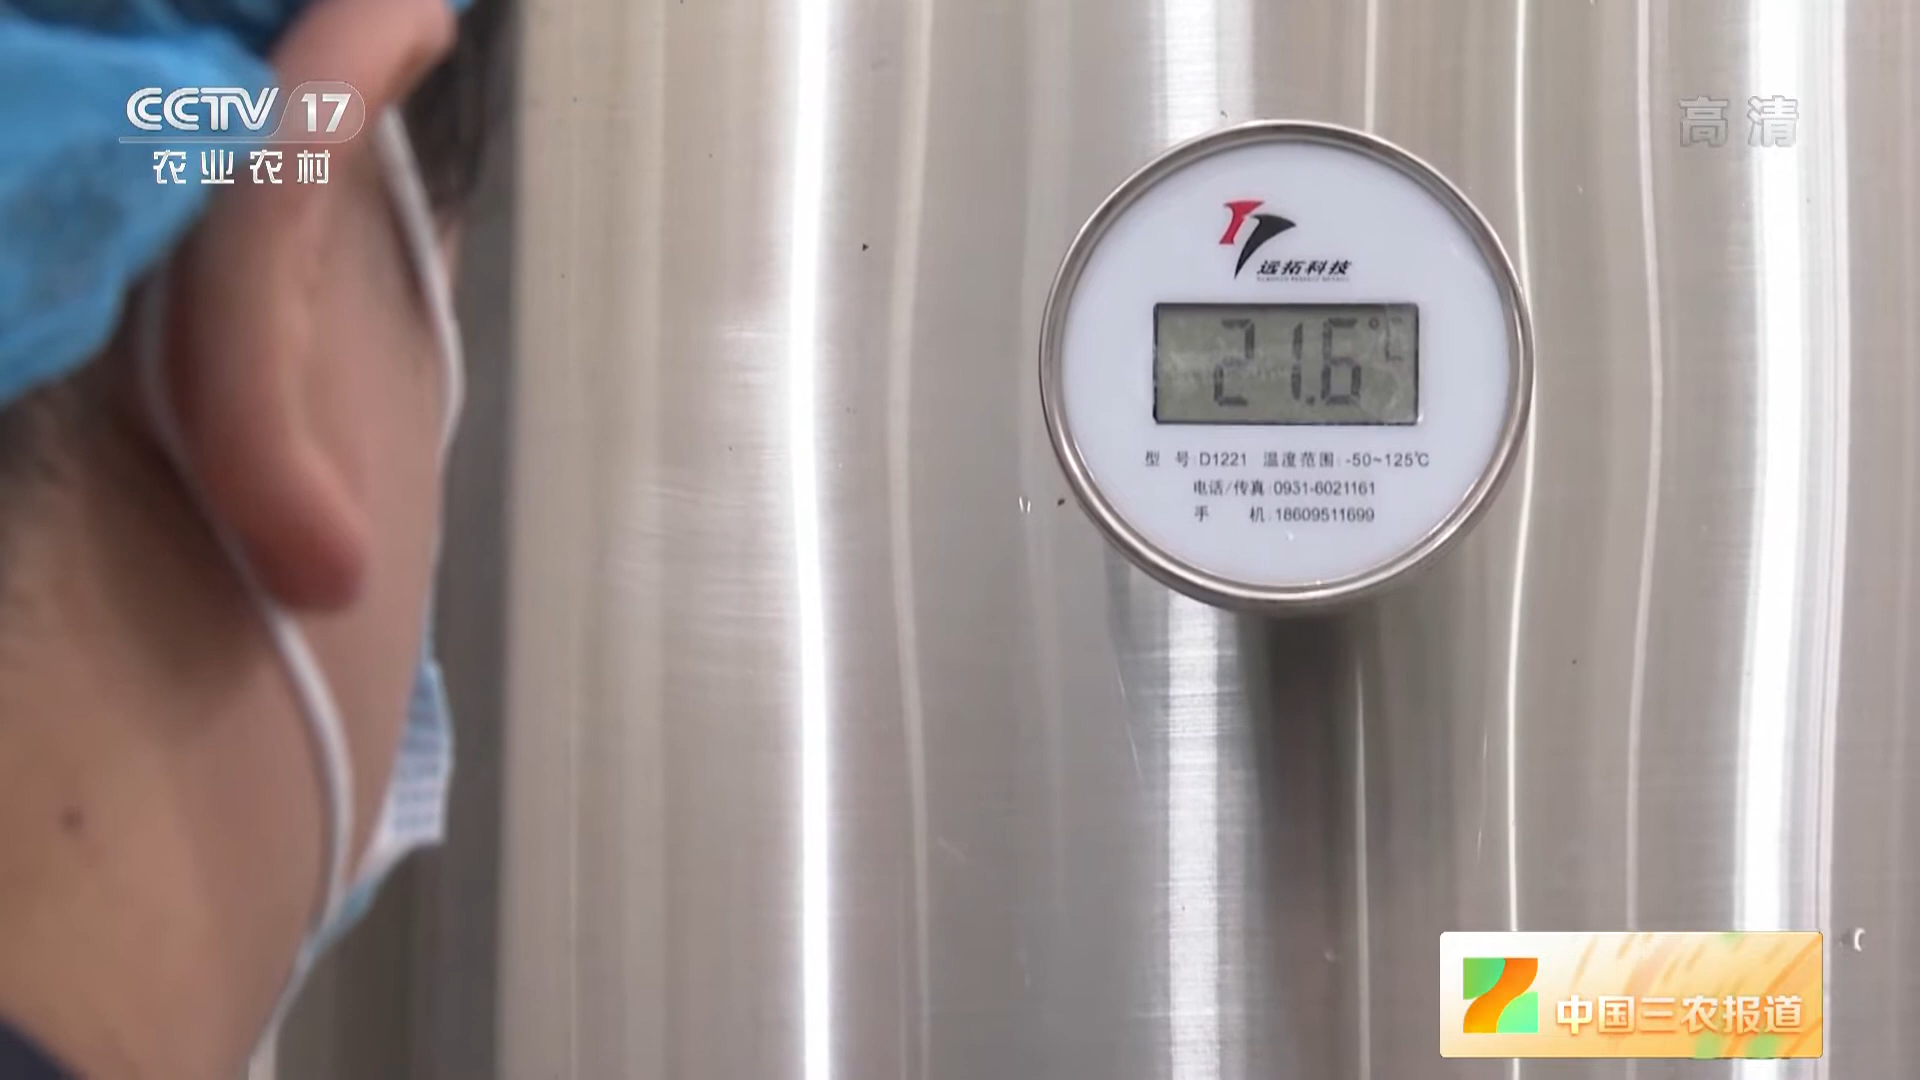 CCTV 17
农业农村
高清
远拓科技
21.6℃
型 号:D1221 温度范围:-50~125℃
电话/传真:0931-6021161
手 机:18609511699
中国三农报道